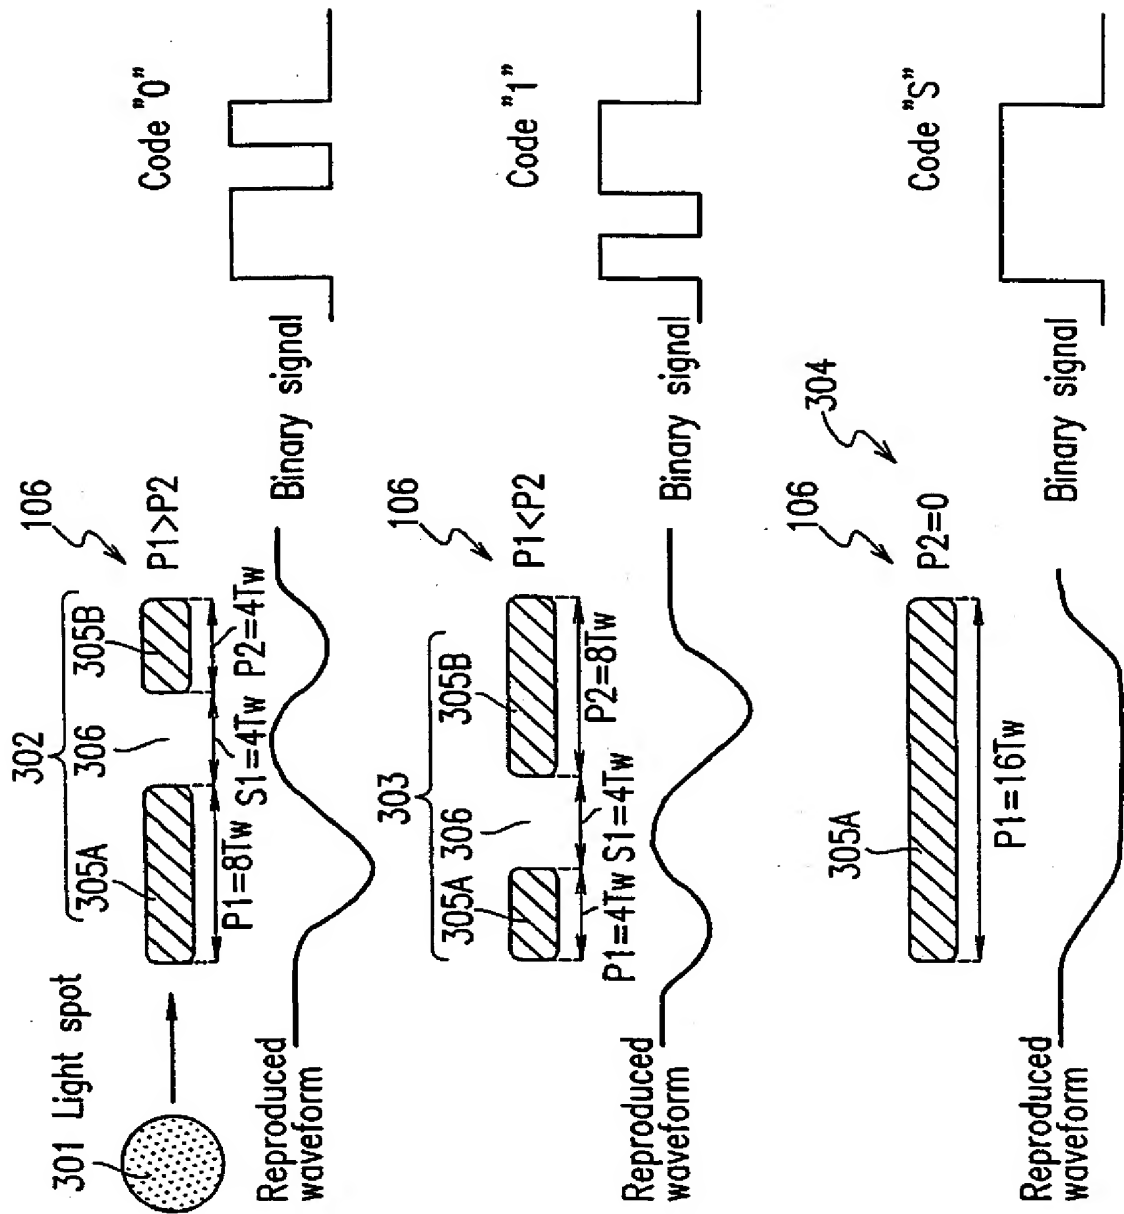 301 Light spot
302
305A
306
305B
106
P1>P2
P1=8Tw
S1=4Tw
P2=4Tw
Code "0"
Reproduced
waveform
Binary signal
303
305A
306
305B
106
P1<P2
P1=4Tw
S1=4Tw
P2=8Tw
Code "1"
Reproduced
waveform
Binary signal
305A
106
304
P2=0
P1=16Tw
Code "S"
Reproduced
waveform
Binary signal